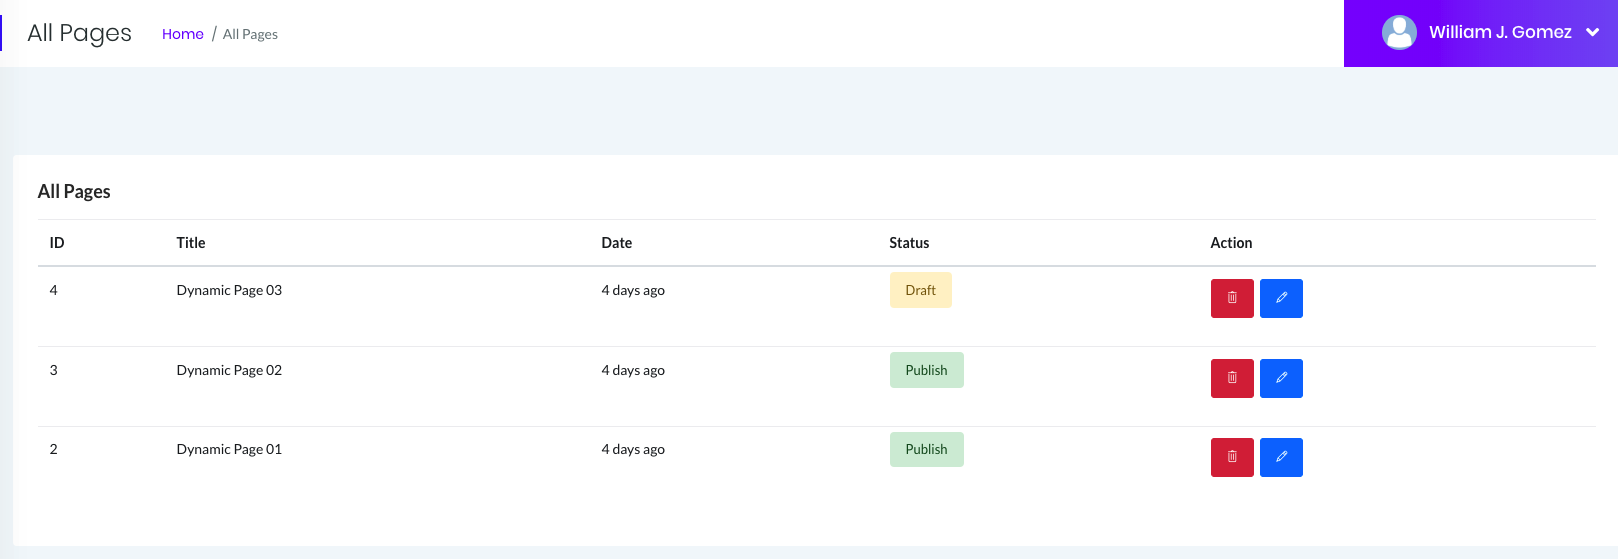 All Pages Home / All Pages William J. Gomez
All Pages
ID Title Date Status Action
4 Dynamic Page 03 4 days ago Draft
3 Dynamic Page 02 4 days ago Publish
2 Dynamic Page 01 4 days ago Publish